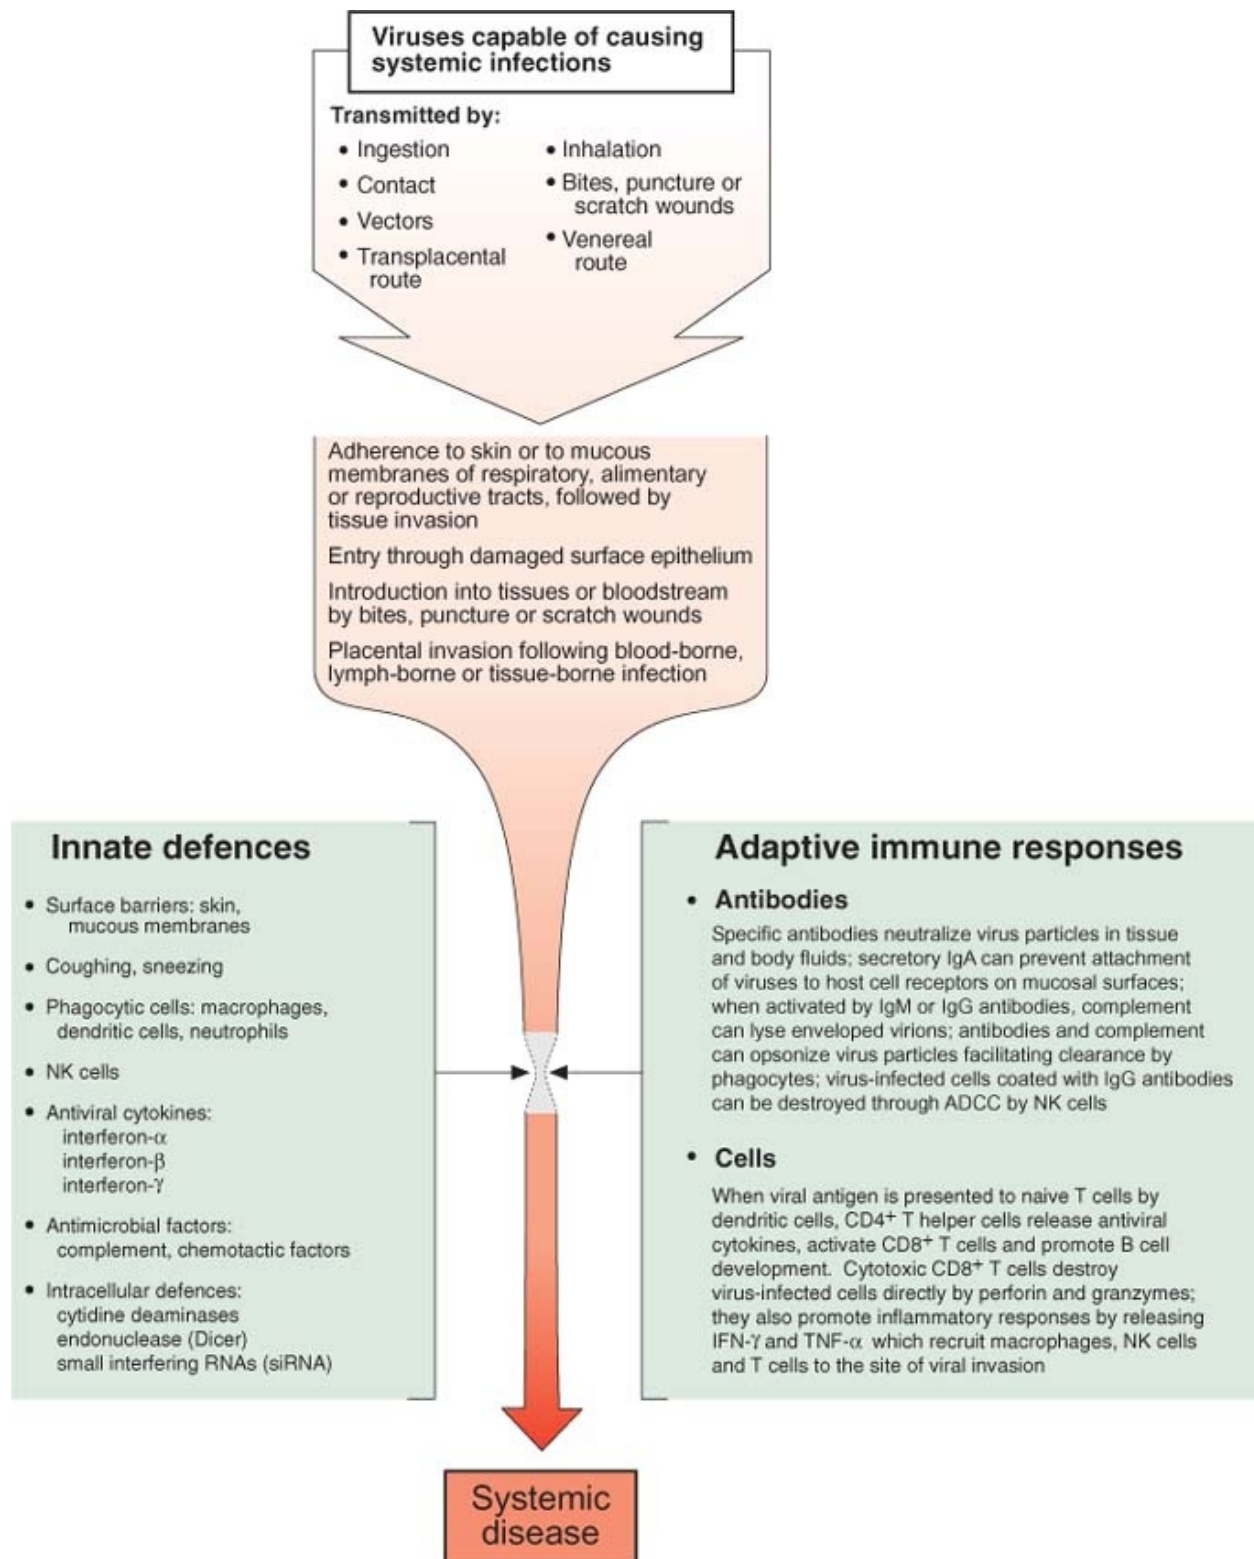 Viruses capable of causing
systemic infections
Transmitted by:
• Ingestion
• Contact
• Vectors
• Transplacental
route
• Inhalation
• Bites, puncture or
scratch wounds
• Venereal
route
Adherence to skin or to mucous
membranes of respiratory, alimentary
or reproductive tracts, followed by
tissue invasion
Entry through damaged surface epithelium
Introduction into tissues or bloodstream
by bites, puncture or scratch wounds
Placental invasion following blood-borne,
lymph-borne or tissue-borne infection
Innate defences
• Surface barriers: skin,
mucous membranes
• Coughing, sneezing
• Phagocytic cells: macrophages,
dendritic cells, neutrophils
• NK cells
• Antiviral cytokines:
interferon-α
interferon-β
interferon-γ
• Antimicrobial factors:
complement, chemotactic factors
• Intracellular defences:
cytidine deaminases
endonuclease (Dicer)
small interfering RNAs (siRNA)
Adaptive immune responses
• Antibodies
Specific antibodies neutralize virus particles in tissue
and body fluids; secretory IgA can prevent attachment
of viruses to host cell receptors on mucosal surfaces;
when activated by IgM or IgG antibodies, complement
can lyse enveloped virions; antibodies and complement
can opsonize virus particles facilitating clearance by
phagocytes; virus-infected cells coated with IgG antibodies
can be destroyed through ADCC by NK cells
• Cells
When viral antigen is presented to naive T cells by
dendritic cells, CD4⁺ T helper cells release antiviral
cytokines, activate CD8⁺ T cells and promote B cell
development. Cytotoxic CD8⁺ T cells destroy
virus-infected cells directly by perforin and granzymes;
they also promote inflammatory responses by releasing
IFN-γ and TNF-α which recruit macrophages, NK cells
and T cells to the site of viral invasion
Systemic
disease